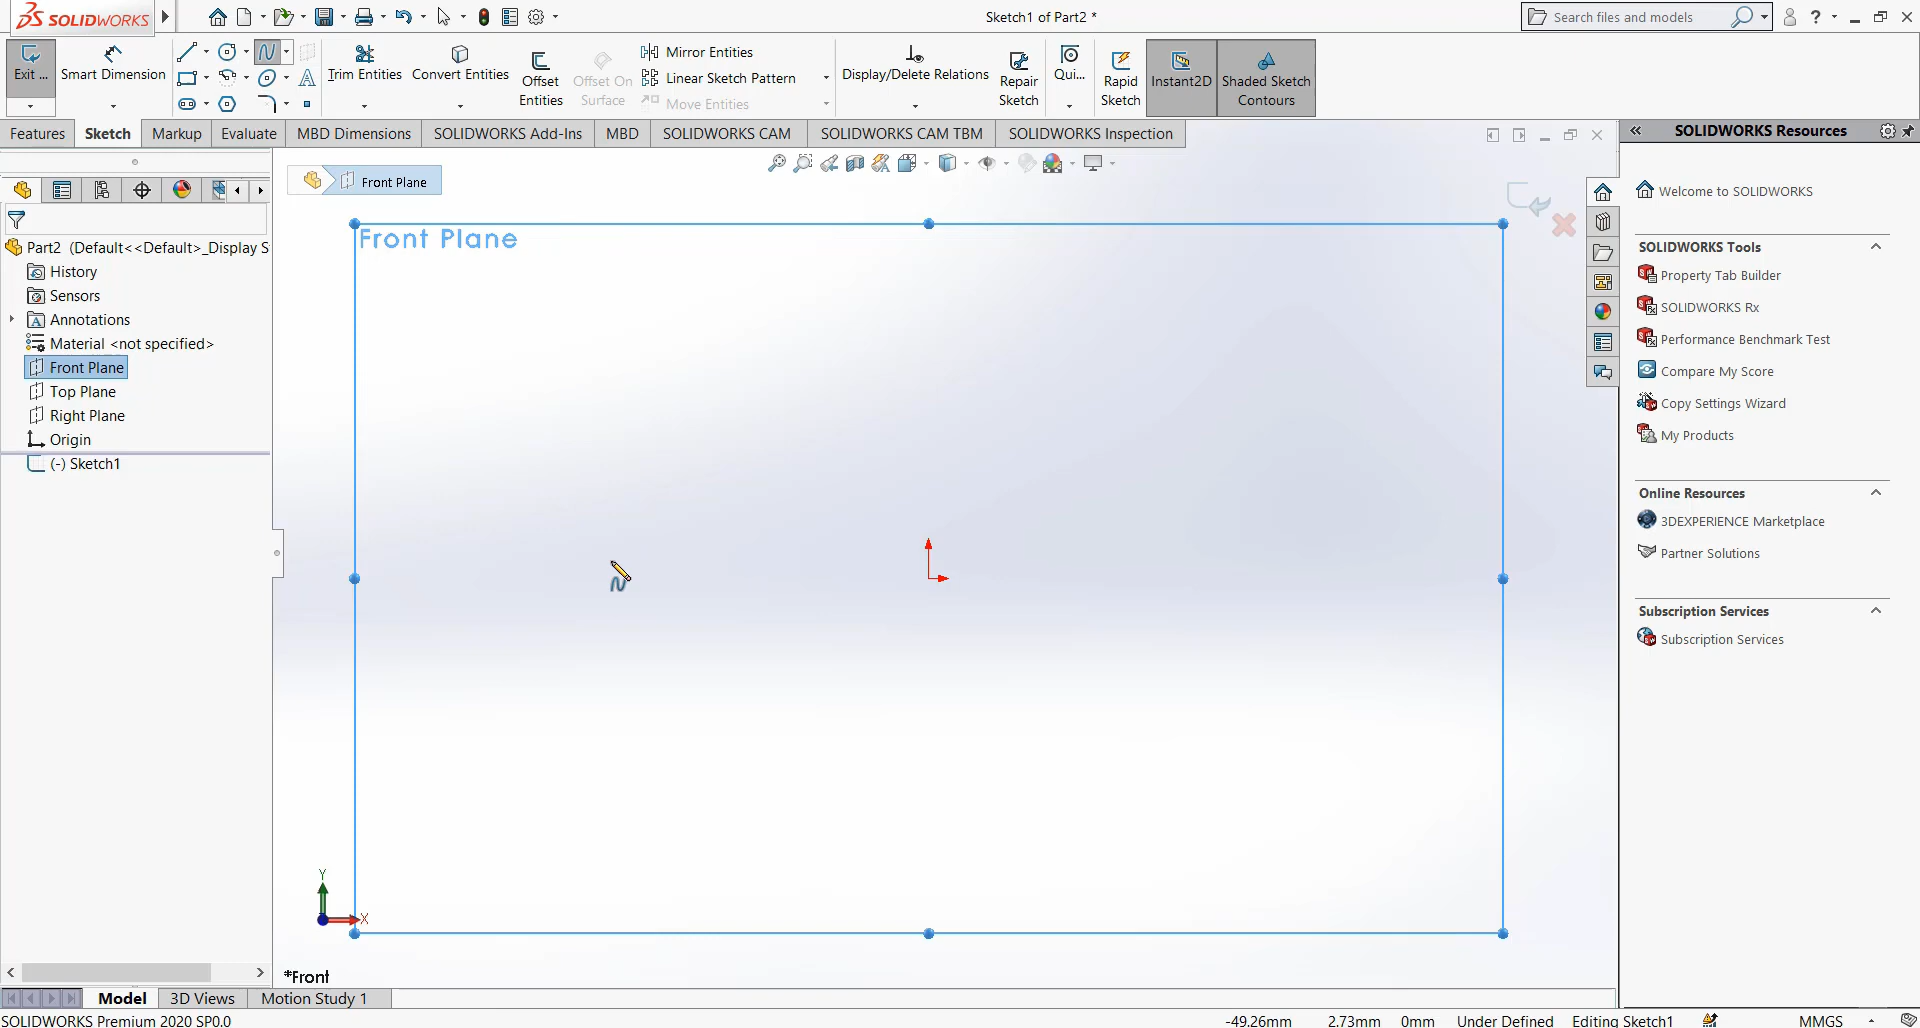 SOLIDWORKS
Sketch1 of Part2 *
Search files and models
Exit ...
Smart Dimension
Trim Entities
Convert Entities
Offset
Entities
Offset On
Surface
Mirror Entities
Linear Sketch Pattern
Move Entities
Display/Delete Relations
Repair
Sketch
Qui...
Rapid
Sketch
Instant2D
Shaded Sketch
Contours
Features
Sketch
Markup
Evaluate
MBD Dimensions
SOLIDWORKS Add-Ins
MBD
SOLIDWORKS CAM
SOLIDWORKS CAM TBM
SOLIDWORKS Inspection
SOLIDWORKS Resources
Front Plane
Front Plane
Part2 (Default<<Default>_Display S
History
Sensors
Annotations
Material <not specified>
Front Plane
Top Plane
Right Plane
Origin
(-) Sketch1
Welcome to SOLIDWORKS
SOLIDWORKS Tools
Property Tab Builder
SOLIDWORKS Rx
Performance Benchmark Test
Compare My Score
Copy Settings Wizard
My Products
Online Resources
3DEXPERIENCE Marketplace
Partner Solutions
Subscription Services
Subscription Services
Y
X
*Front
Model
3D Views
Motion Study 1
SOLIDWORKS Premium 2020 SP0.0
-49.26mm
2.73mm
0mm
Under Defined
Editing Sketch1
MMGS